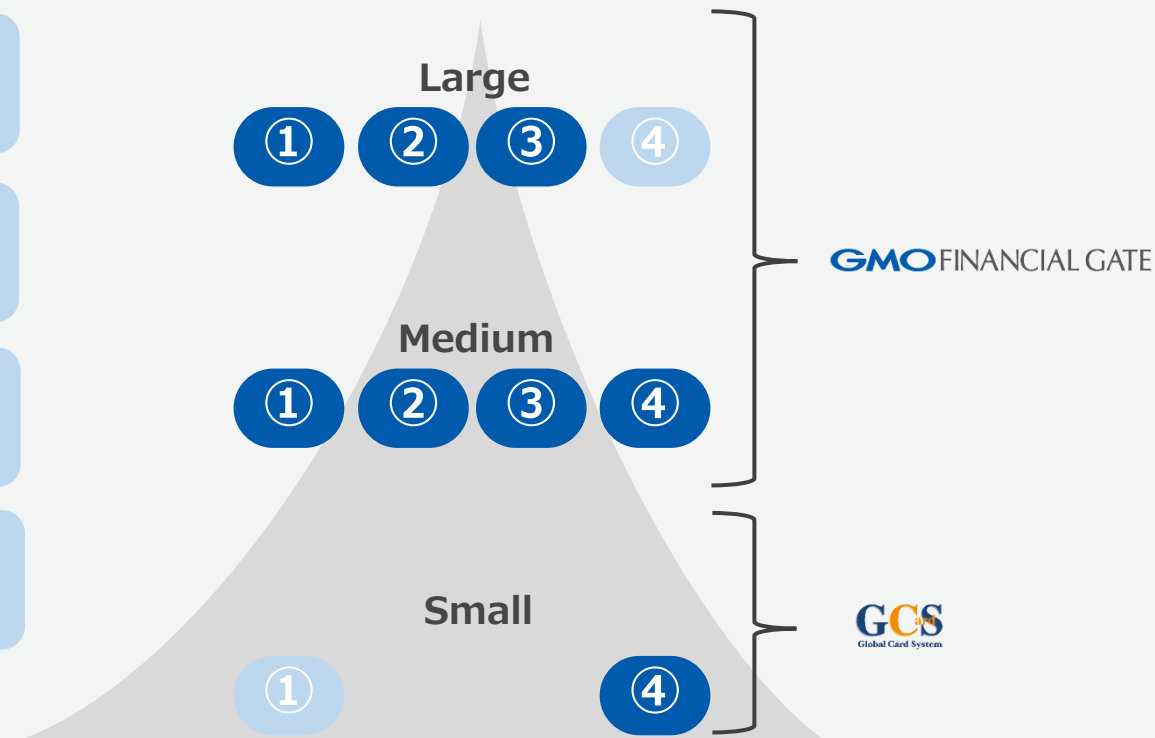 Large
① ② ③ ④
GMO FINANCIAL GATE
Medium
① ② ③ ④
Small
GCard S
Global Card System
① ④